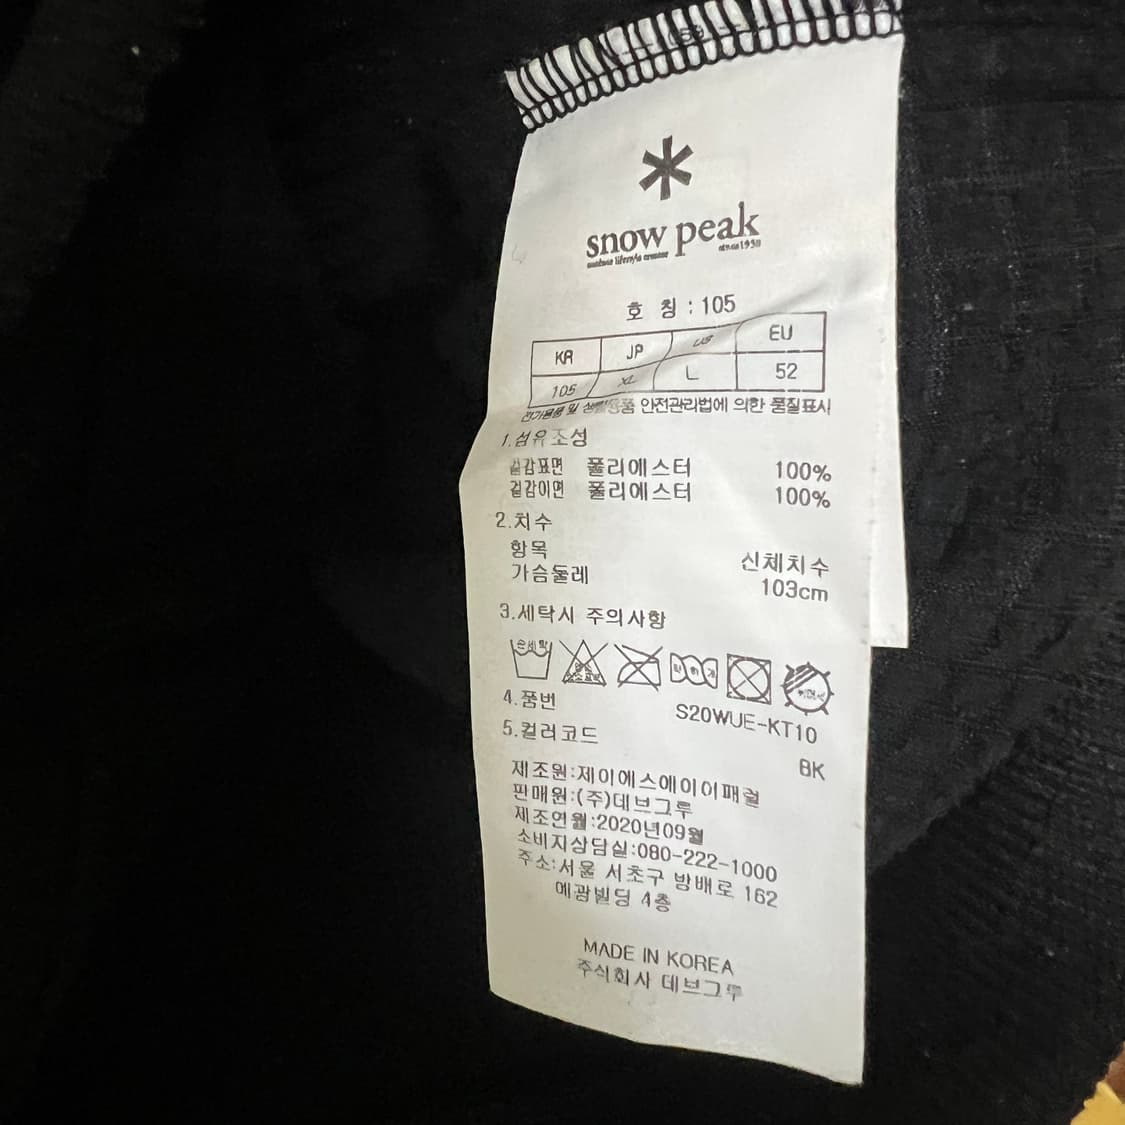 snow peak
since1958
호 칭 : 105
KR JP US EU
105 XL L 52
전기용품 및 생활용품 안전관리법에 의한 품질표시
1.섬유조성
겉감표면 폴리에스터 100%
겉감이면 폴리에스터 100%
2.치수
항목 신체치수
가슴둘레 103cm
3.세탁시 주의사항
손세탁
4.품번 S20WUE-KT10
5.컬러코드 BK
제조원:제이에스에이이패럴
판매원:(주)데브그루
제조연월:2020년09월
소비자상담실:080-222-1000
주소:서울 서초구 방배로 162
예광빌딩 4층
MADE IN KOREA
주식회사 데브그루